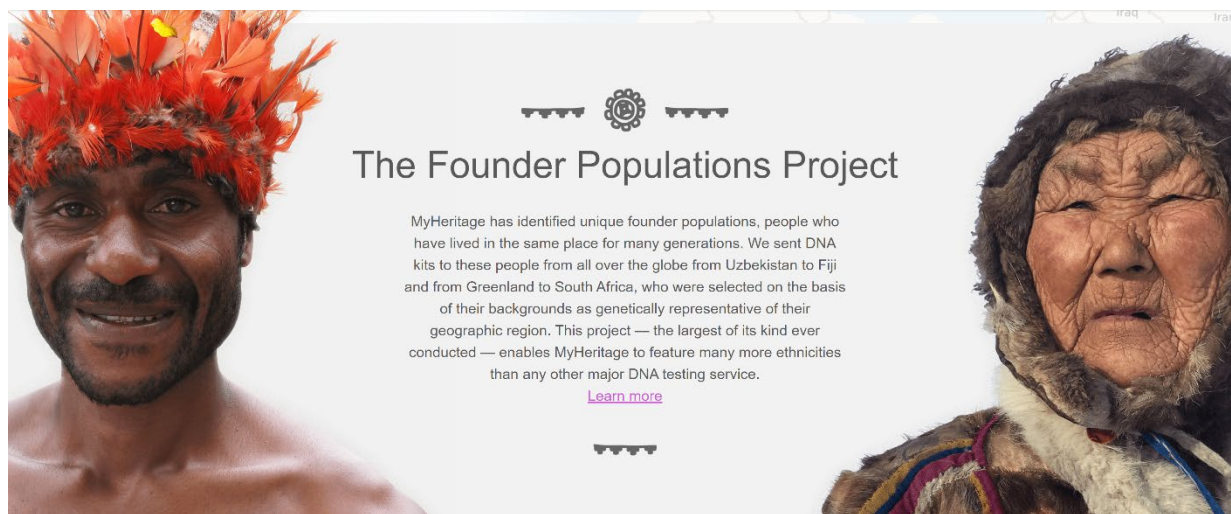 Iraq
The Founder Populations Project
MyHeritage has identified unique founder populations, people who
have lived in the same place for many generations. We sent DNA
kits to these people from all over the globe from Uzbekistan to Fiji
and from Greenland to South Africa, who were selected on the basis
of their backgrounds as genetically representative of their
geographic region. This project — the largest of its kind ever
conducted — enables MyHeritage to feature many more ethnicities
than any other major DNA testing service.
Learn more